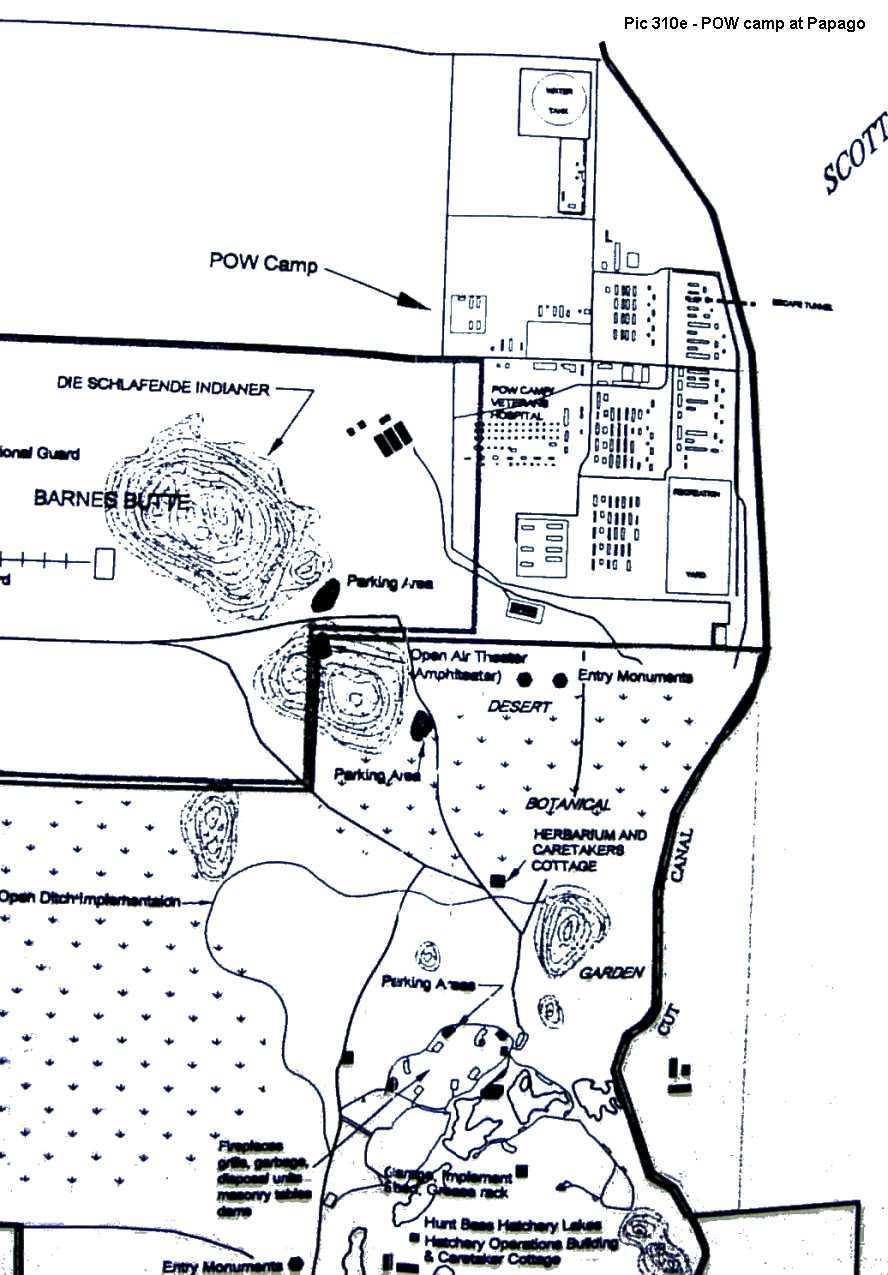 Pic 310e - POW camp at Papago
WATER
TANK
SCOTT
POW Camp
L
ESCAPE TUNNEL
DIE SCHLAFENDE INDIANER
POW CAMP/
VETERANS
HOSPITAL
ional Guard
BARNES BUTTE
RECREATION
YARD
rd
Parking Area
Open Air Theater
(Amphiteater)
Entry Monuments
DESERT
Parking Area
BOTANICAL
HERBARIUM AND
CARETAKERS
COTTAGE
CANAL
Open Ditch Implementaion
GARDEN
Parking Areas
CUT
Fireplaces
grills, garbage,
disposal units
masonry tables
dams
Garage, Implement
Shed, Grease rack
Hunt Bass Hatchery Lakes
Hatchery Operations Building
& Caretaker Cottage
Entry Monuments